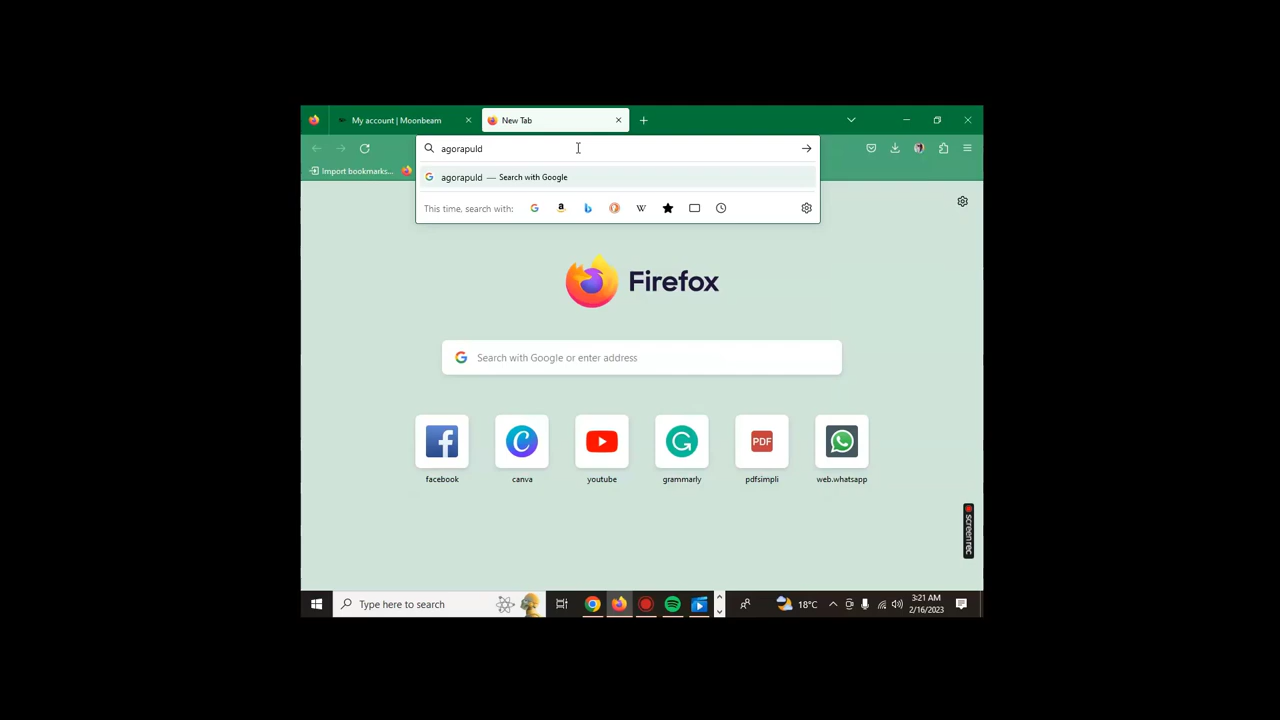 My account | Moonbeam
New Tab
agorapuld
Import bookmarks...
agorapuld — Search with Google
This time, search with:
Firefox
Search with Google or enter address
facebook
canva
youtube
grammarly
PDF
pdfsimpli
web.whatsapp
screenrec
Type here to search
18°C
3:21 AM
2/16/2023